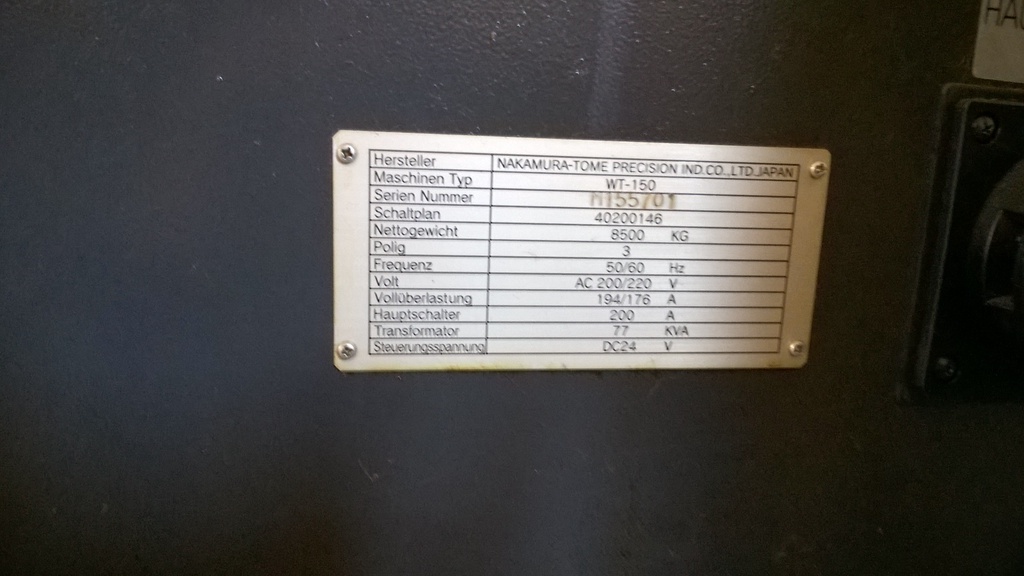 Hersteller NAKAMURA-TOME PRECISION IND.CO.,LTD.JAPAN
Maschinen Typ WT-150
Serien Nummer M155701
Schaltplan 40200146
Nettogewicht 8500 KG
Polig 3
Frequenz 50/60 Hz
Volt AC 200/220 V
Vollüberlastung 194/176 A
Hauptschalter 200 A
Transformator 77 KVA
Steuerungsspannung DC24 V